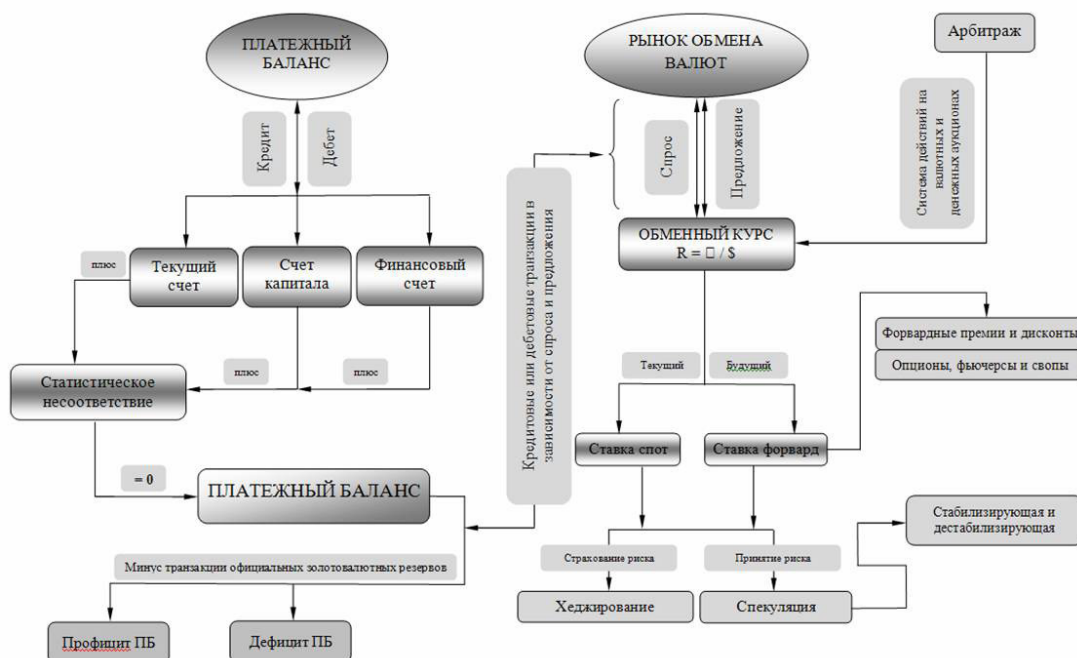 ПЛАТЕЖНЫЙ
БАЛАНС
Кредит
Дебет
Текущий
счет
Счет
капитала
Финансовый
счет
плюс
плюс
плюс
Статистическое
несоответствие
= 0
ПЛАТЕЖНЫЙ БАЛАНС
Минус транзакции официальных золотовалютных резервов
Профицит ПБ
Дефицит ПБ
Кредитовые или дебетовые транзакции в
зависимости от спроса и предложения
РЫНОК ОБМЕНА
ВАЛЮТ
Спрос
Предложение
ОБМЕННЫЙ КУРС
R = □ / $
Арбитраж
Система действий на
валютных и
денежных аукционах
Текущий
Будущий
Форвардные премии и дисконты
Опционы, фьючерсы и свопы
Ставка спот
Ставка форвард
Страхование риска
Принятие риска
Хеджирование
Спекуляция
Стабилизирующая и
дестабилизирующая